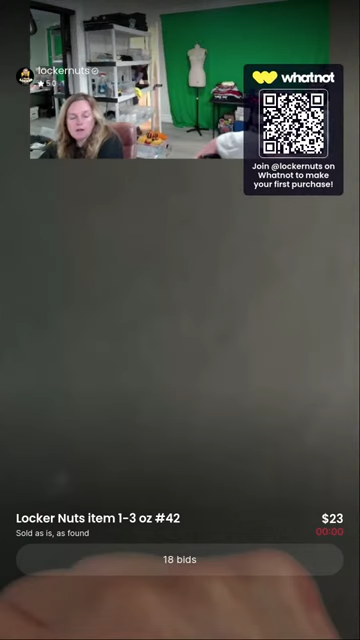 lockernuts
★ 5.0
whatnot
Join @lockernuts on
Whatnot to make
your first purchase!
Locker Nuts item 1-3 oz #42
$23
Sold as is, as found
00:00
18 bids